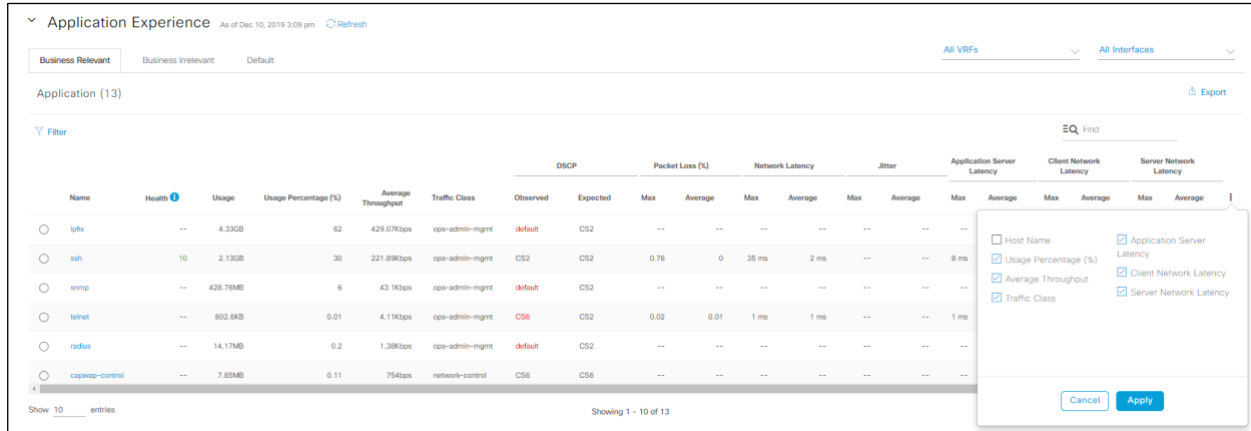 Application Experience As of Dec 10, 2019 3:09 pm Refresh
All VRFs All Interfaces
Business Relevant Business Irrelevant Default
Application (13) Export
Filter Find
DSCP Packet Loss (%) Network Latency Jitter Application Server Latency Client Network Latency Server Network Latency
Name Health Usage Usage Percentage (%) Average Throughput Traffic Class Observed Expected Max Average Max Average Max Average Max Average Max Average Max Average
ipfix -- 4.33GB 62 429.07Kbps ops-admin-mgmt default CS2 -- -- -- -- -- -- --
ssh 10 2.13GB 30 221.89Kbps ops-admin-mgmt CS2 CS2 0.76 0 35 ms 2 ms -- -- 8 ms
snmp -- 428.76MB 6 43.1Kbps ops-admin-mgmt default CS2 -- -- -- -- -- -- --
telnet -- 602.6KB 0.01 4.11Kbps ops-admin-mgmt CS6 CS2 0.02 0.01 1 ms 1 ms -- -- 1 ms
radius -- 14.17MB 0.2 1.38Kbps ops-admin-mgmt default CS2 -- -- -- -- -- -- --
capwap-control -- 7.85MB 0.11 754bps network-control CS6 CS6 -- -- -- -- -- -- --
Host Name
Usage Percentage (%)
Average Throughput
Traffic Class
Application Server
Latency
Client Network Latency
Server Network Latency
Cancel Apply
Show 10 entries Showing 1 - 10 of 13